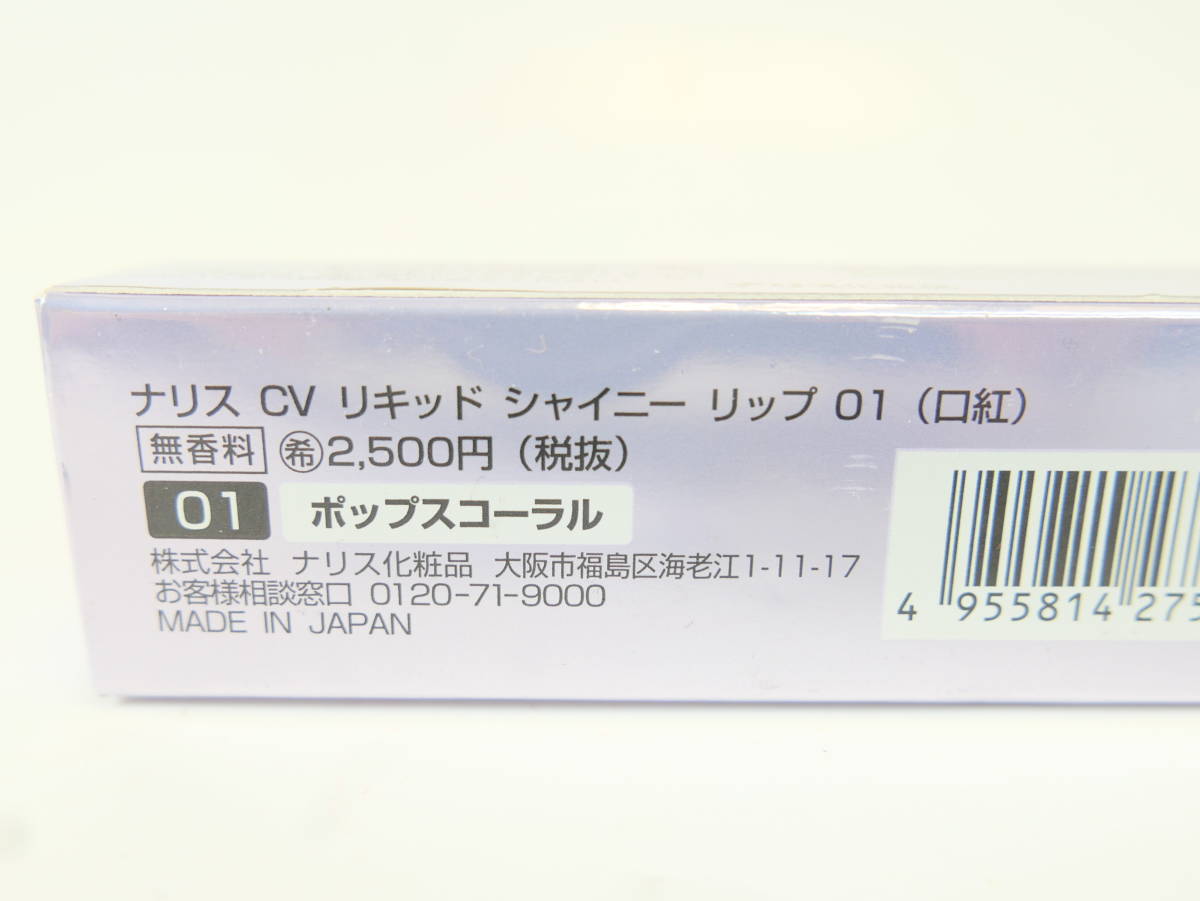 ナリス CV リキッド シャイニー リップ 01（口紅）
無香料 ㊕2,500円（税抜）
01 ポップスコーラル
株式会社 ナリス化粧品 大阪市福島区海老江1-11-17
お客様相談窓口 0120-71-9000
MADE IN JAPAN
4 955814 275